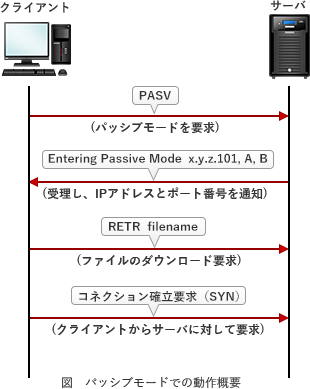 クライアント
サーバ
PASV
(パッシブモードを要求)
Entering Passive Mode  x.y.z.101, A, B
(受理し、IPアドレスとポート番号を通知)
RETR  filename
(ファイルのダウンロード要求)
コネクション確立要求（SYN）
(クライアントからサーバに対して要求)
図　パッシブモードでの動作概要